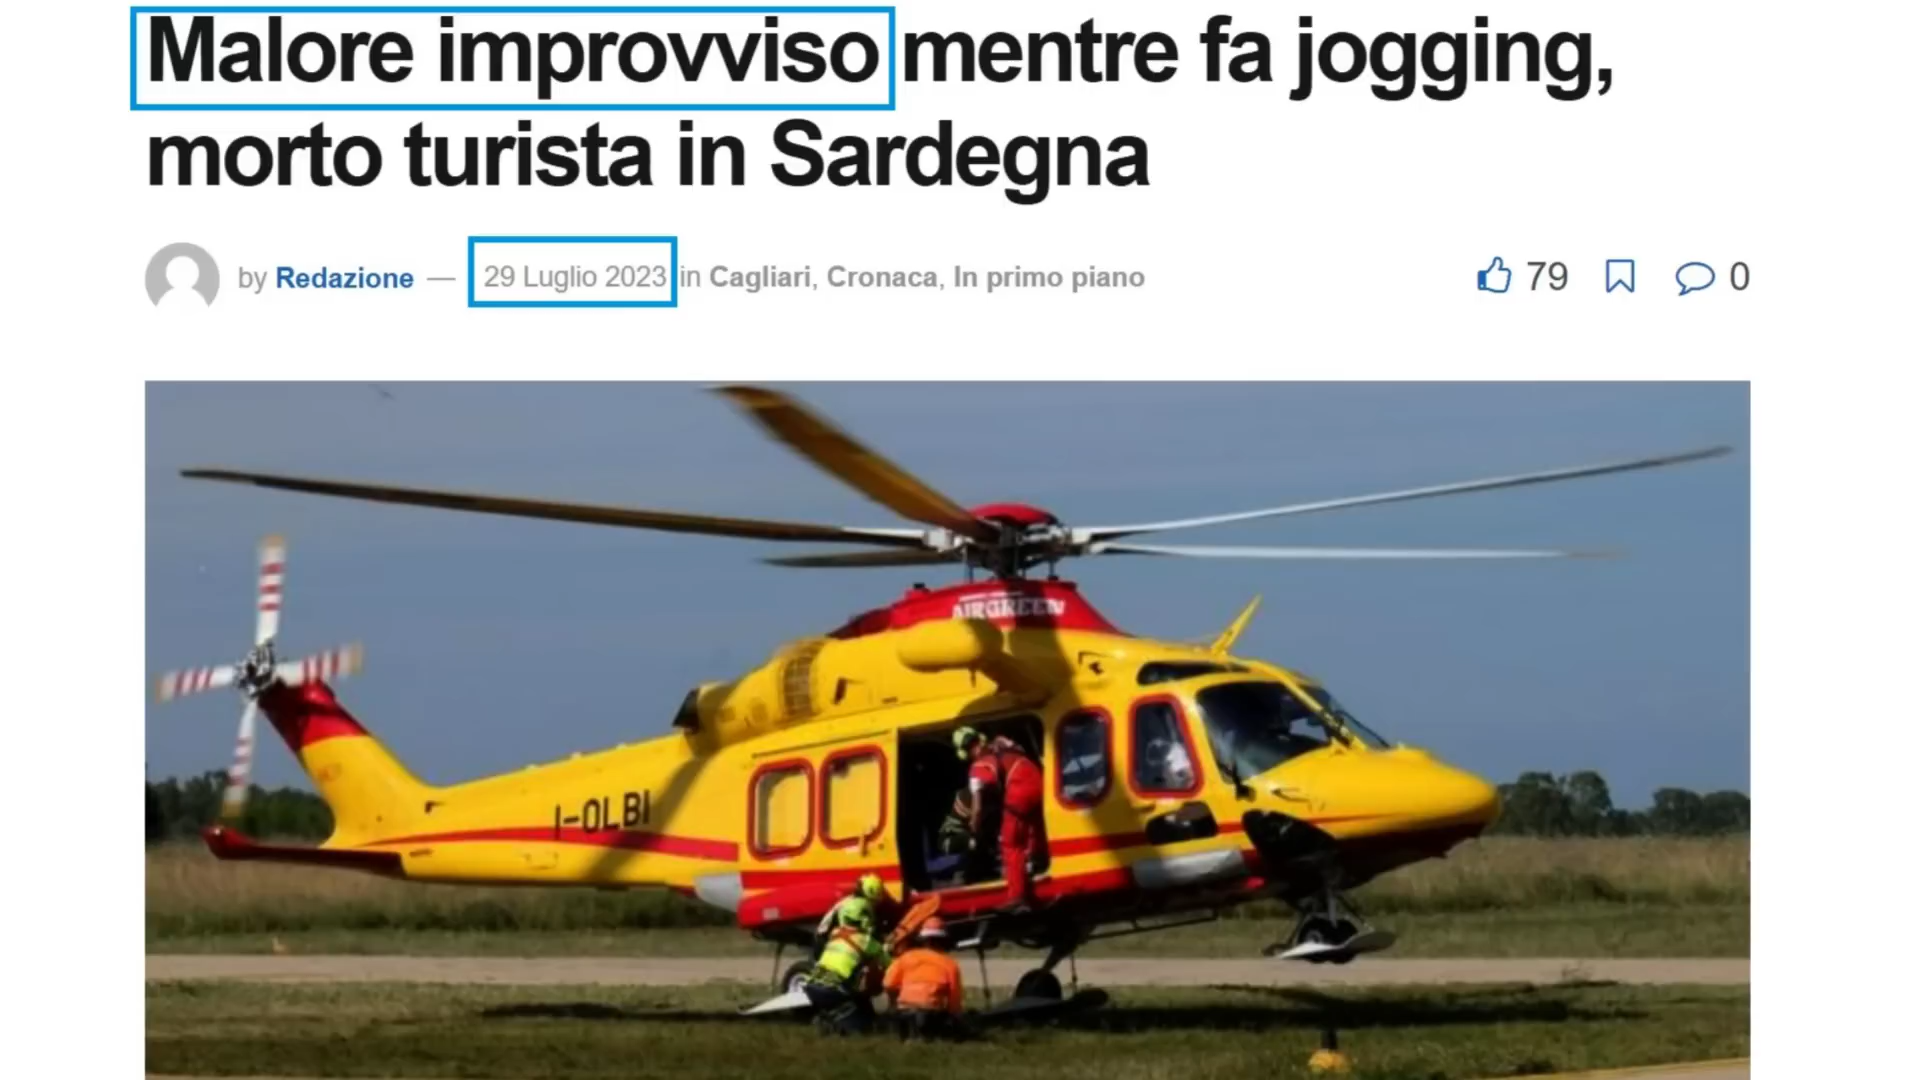 Malore improvviso mentre fa jogging,
morto turista in Sardegna
by Redazione — 29 Luglio 2023 in Cagliari, Cronaca, In primo piano
79 0
AIRGREEN
I-OLBI